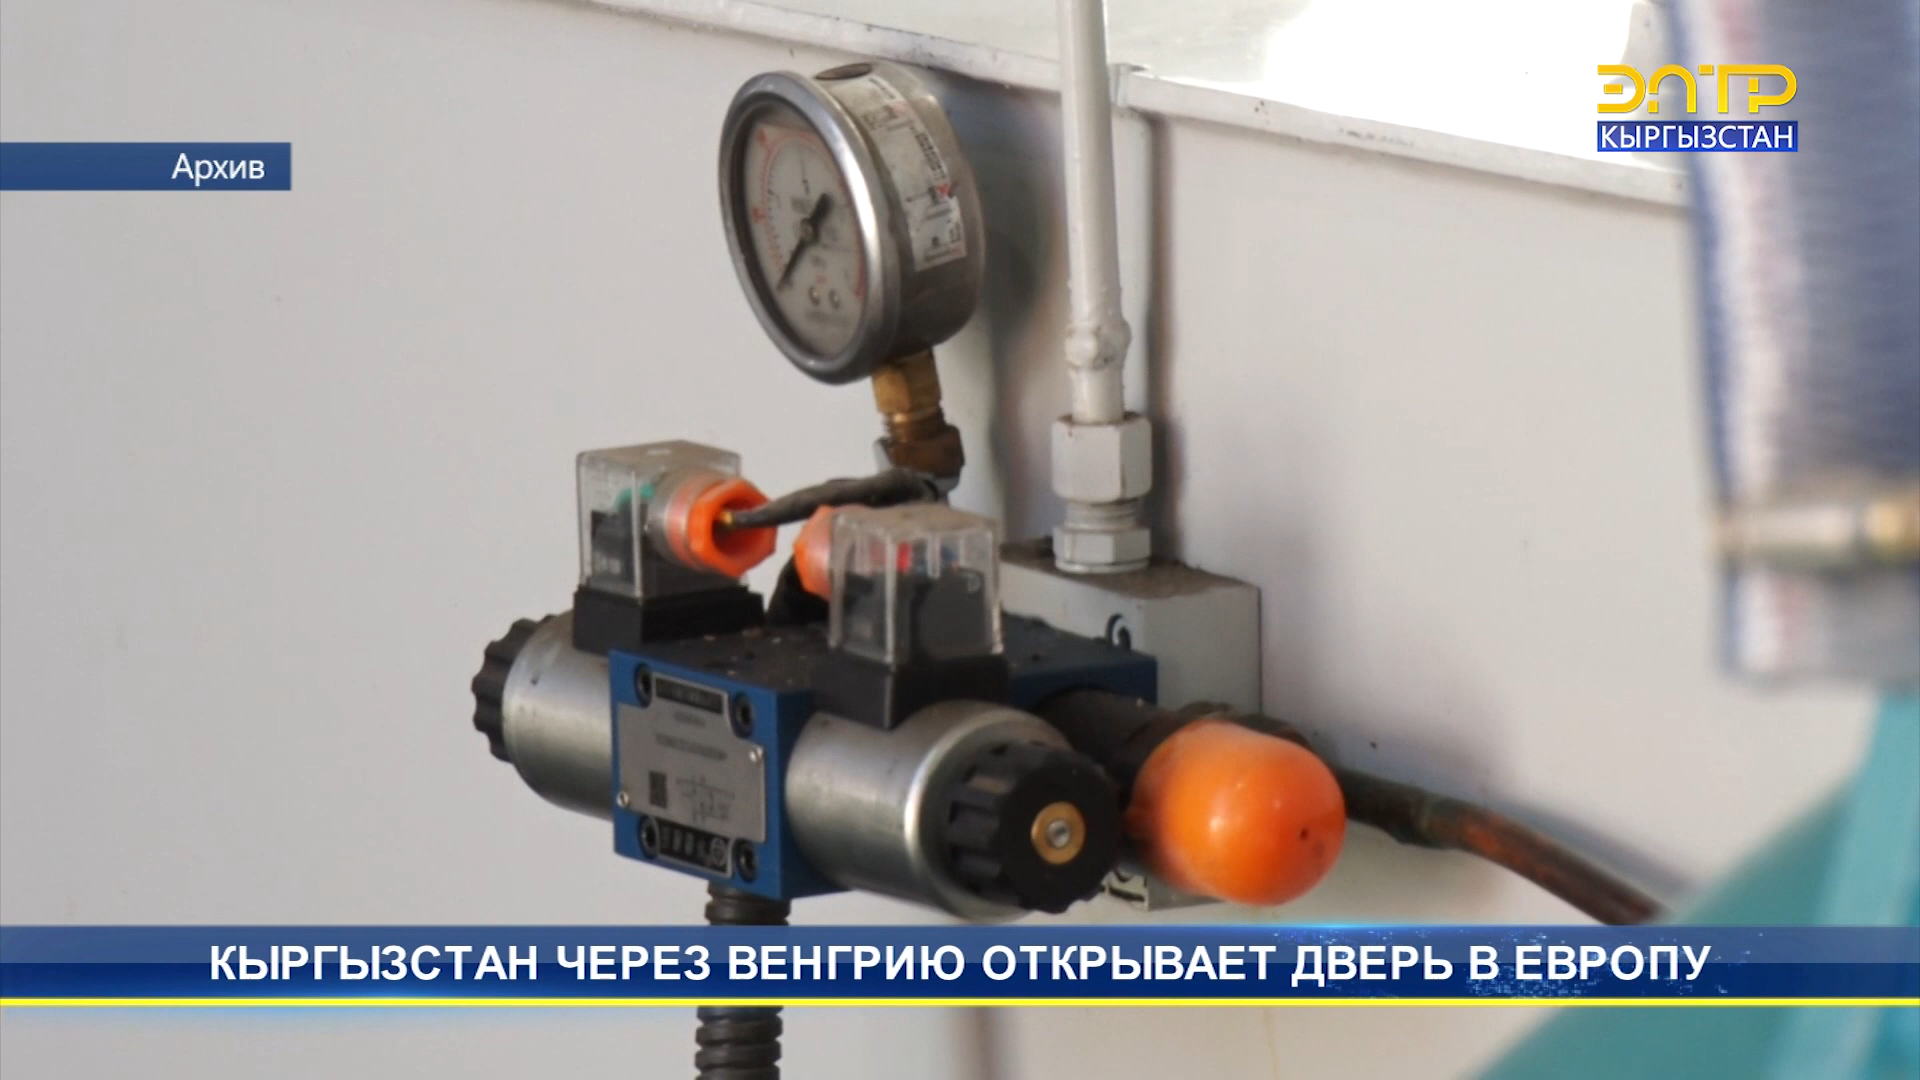 ЭЛТР
КЫРГЫЗСТАН
Архив
КЫРГЫЗСТАН ЧЕРЕЗ ВЕНГРИЮ ОТКРЫВАЕТ ДВЕРЬ В ЕВРОПУ